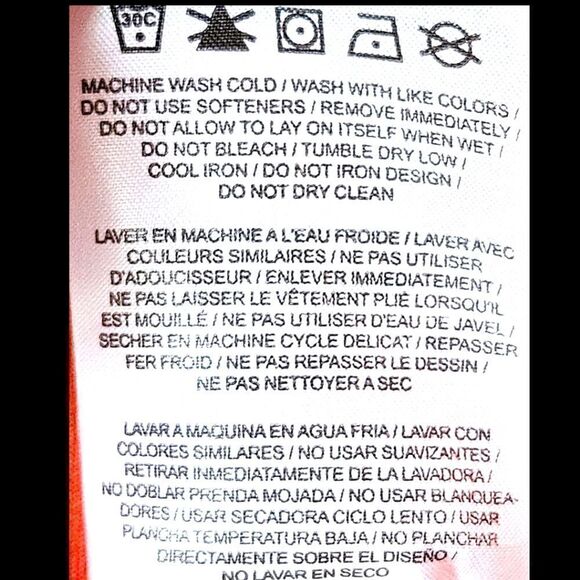 30C
MACHINE WASH COLD / WASH WITH LIKE COLORS /
DO NOT USE SOFTENERS / REMOVE IMMEDIATELY /
DO NOT ALLOW TO LAY ON ITSELF WHEN WET /
DO NOT BLEACH / TUMBLE DRY LOW /
COOL IRON / DO NOT IRON DESIGN /
DO NOT DRY CLEAN
LAVER EN MACHINE A L'EAU FROIDE / LAVER AVEC
COULEURS SIMILAIRES / NE PAS UTILISER
D'ADOUCISSEUR / ENLEVER IMMEDIATEMENT /
NE PAS LAISSER LE VÊTEMENT PLIÉ LORSQU'IL
EST MOUILLÉ / NE PAS UTILISER D'EAU DE JAVEL /
SECHER EN MACHINE CYCLE DELICAT / REPASSER
FER FROID / NE PAS REPASSER LE DESSIN /
NE PAS NETTOYER A SEC
LAVAR A MAQUINA EN AGUA FRIA / LAVAR CON
COLORES SIMILARES / NO USAR SUAVIZANTES /
RETIRAR INMEDIATAMENTE DE LA LAVADORA /
NO DOBLAR PRENDA MOJADA / NO USAR BLANQUEA-
DORES / USAR SECADORA CICLO LENTO / USAR
PLANCHA TEMPERATURA BAJA / NO PLANCHAR
DIRECTAMENTE SOBRE EL DISEÑO /
NO LAVAR EN SECO